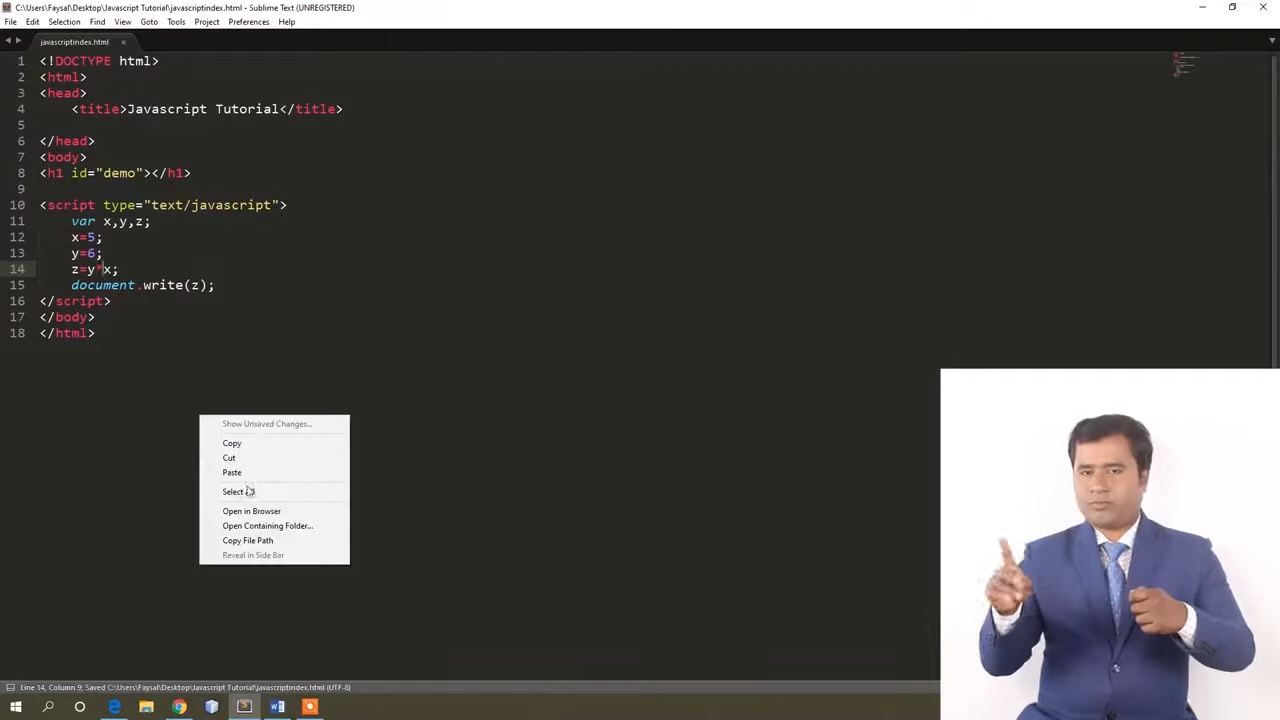 C:\Users\Faysal\Desktop\Javascript Tutorial\javascriptindex.html - Sublime Text (UNREGISTERED)
File Edit Selection Find View Goto Tools Project Preferences Help
javascriptindex.html
1 <!DOCTYPE html>
2 <html>
3 <head>
4 <title>Javascript Tutorial</title>
5
6 </head>
7 <body>
8 <h1 id="demo"></h1>
9
10 <script type="text/javascript">
11 var x,y,z;
12 x=5;
13 y=6;
14 z=y*x;
15 document.write(z);
16 </script>
17 </body>
18 </html>
Show Unsaved Changes...
Copy
Cut
Paste
Select
Open in Browser
Open Containing Folder...
Copy File Path
Reveal in Side Bar
Line 14, Column 9; Saved C:\Users\Faysal\Desktop\Javascript Tutorial\javascriptindex.html (UTF-8)